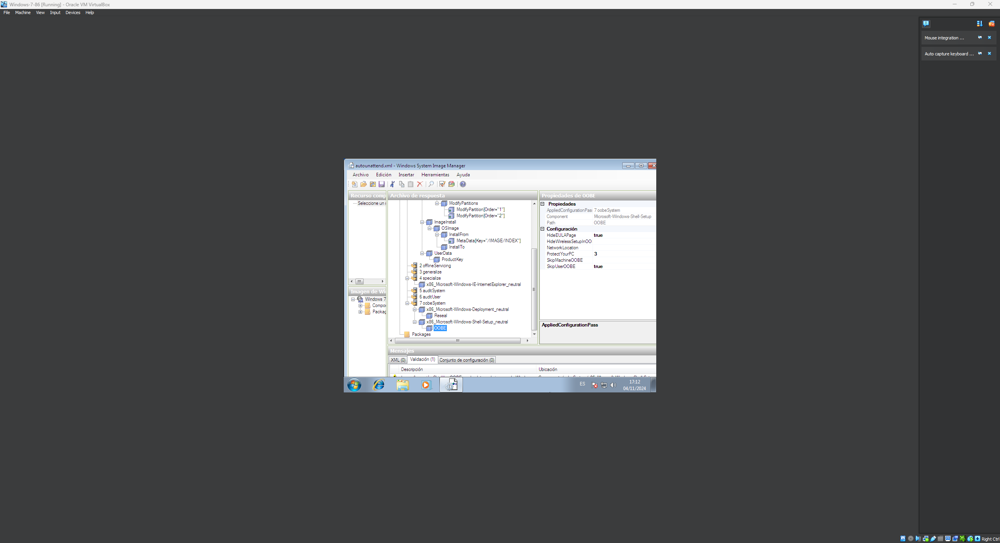 Windows-7-86 [Running] - Oracle VM VirtualBox
File Machine View Input Devices Help
Mouse integration ...
Auto capture keyboard ...
autounattend.xml - Windows System Image Manager
Archivo Edición Insertar Herramientas Ayuda
Recurso comp
Seleccione un
Imagen de Wi
Windows 7
Compo
Packag
Archivo de respuesta
ModifyPartitions
ModifyPartition[Order="1"]
ModifyPartition[Order="2"]
ImageInstall
OSImage
InstallFrom
MetaData[Key="/IMAGE/INDEX"]
InstallTo
UserData
ProductKey
2 offlineServicing
3 generalize
4 specialize
x86_Microsoft-Windows-IE-InternetExplorer_neutral
5 auditSystem
6 auditUser
7 oobeSystem
x86_Microsoft-Windows-Deployment_neutral
Reseal
x86_Microsoft-Windows-Shell-Setup_neutral
OOBE
Packages
Propiedades de OOBE
Propiedades
AppliedConfigurationPas 7 oobeSystem
Component Microsoft-Windows-Shell-Setup
Path OOBE
Configuración
HideEULAPage true
HideWirelessSetupInOO
NetworkLocation
ProtectYourPC 3
SkipMachineOOBE
SkipUserOOBE true
AppliedConfigurationPass
Mensajes
XML (0) Validación (1) Conjunto de configuración (0)
Descripción Ubicación
ES
17:12
04/11/2024
Right Ctrl